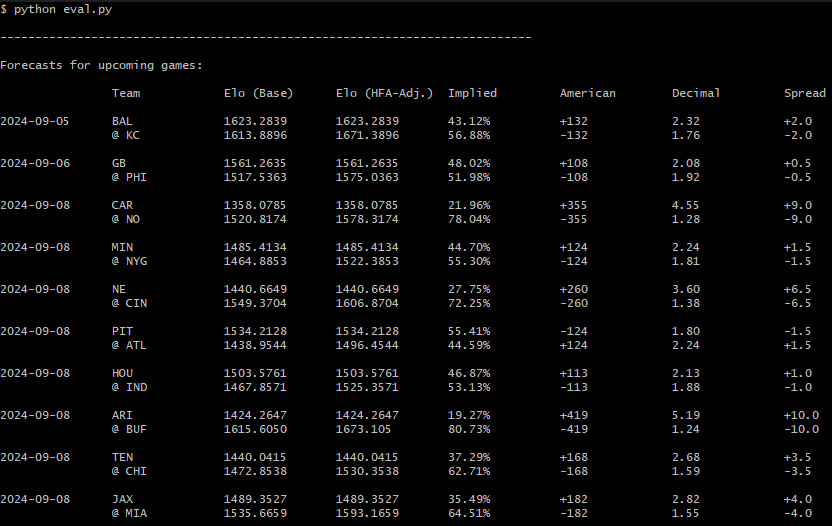 $ python eval.py
----------------------------------------------------------------------------
Forecasts for upcoming games:
Team Elo (Base) Elo (HFA-Adj.) Implied American Decimal Spread
2024-09-05 BAL 1623.2839 1623.2839 43.12% +132 2.32 +2.0
@ KC 1613.8896 1671.3896 56.88% -132 1.76 -2.0
2024-09-06 GB 1561.2635 1561.2635 48.02% +108 2.08 +0.5
@ PHI 1517.5363 1575.0363 51.98% -108 1.92 -0.5
2024-09-08 CAR 1358.0785 1358.0785 21.96% +355 4.55 +9.0
@ NO 1520.8174 1578.3174 78.04% -355 1.28 -9.0
2024-09-08 MIN 1485.4134 1485.4134 44.70% +124 2.24 +1.5
@ NYG 1464.8853 1522.3853 55.30% -124 1.81 -1.5
2024-09-08 NE 1440.6649 1440.6649 27.75% +260 3.60 +6.5
@ CIN 1549.3704 1606.8704 72.25% -260 1.38 -6.5
2024-09-08 PIT 1534.2128 1534.2128 55.41% -124 1.80 -1.5
@ ATL 1438.9544 1496.4544 44.59% +124 2.24 +1.5
2024-09-08 HOU 1503.5761 1503.5761 46.87% +113 2.13 +1.0
@ IND 1467.8571 1525.3571 53.13% -113 1.88 -1.0
2024-09-08 ARI 1424.2647 1424.2647 19.27% +419 5.19 +10.0
@ BUF 1615.6050 1673.105 80.73% -419 1.24 -10.0
2024-09-08 TEN 1440.0415 1440.0415 37.29% +168 2.68 +3.5
@ CHI 1472.8538 1530.3538 62.71% -168 1.59 -3.5
2024-09-08 JAX 1489.3527 1489.3527 35.49% +182 2.82 +4.0
@ MIA 1535.6659 1593.1659 64.51% -182 1.55 -4.0